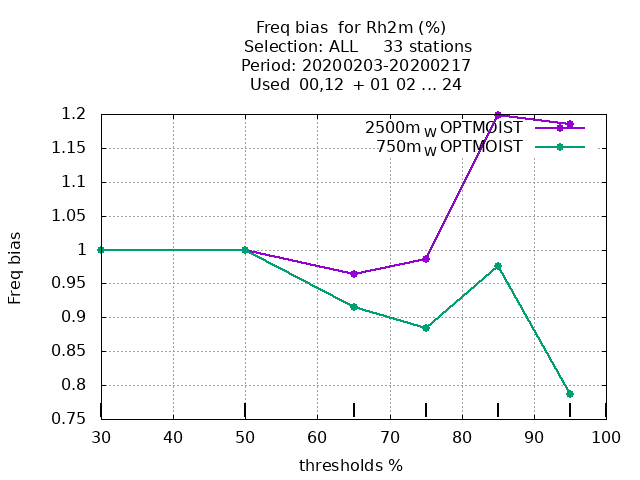 Freq bias  for Rh2m (%)
Selection: ALL     33 stations
Period: 20200203-20200217
Used  00,12  + 01 02 ... 24
2500m W OPTMOIST
750m W OPTMOIST
1.2
1.15
1.1
1.05
1
0.95
0.9
0.85
0.8
0.75
Freq bias
30 40 50 60 70 80 90 100
thresholds %